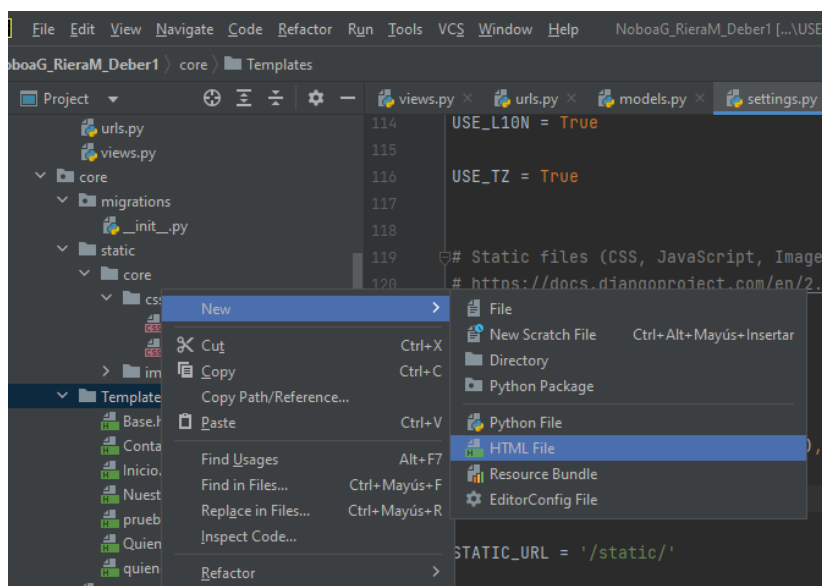 File Edit View Navigate Code Refactor Run Tools VCS Window Help NoboaG_RieraM_Deber1 [...\USE
oboaG_RieraM_Deber1 core Templates
Project views.py urls.py models.py settings.py
urls.py
views.py
core
migrations
__init__.py
static
core
css
CSS
CSS
im
Template
Base.h
Conta
Inicio.
Nuest
prueb
Quien
quien
New
Cut Ctrl+X
Copy Ctrl+C
Copy Path/Reference...
Paste Ctrl+V
Find Usages Alt+F7
Find in Files... Ctrl+Mayús+F
Replace in Files... Ctrl+Mayús+R
Inspect Code...
Refactor
File
New Scratch File Ctrl+Alt+Mayús+Insertar
Directory
Python Package
Python File
HTML File
Resource Bundle
EditorConfig File
114 USE_L10N = True
115
116 USE_TZ = True
117
118
119 # Static files (CSS, JavaScript, Image
120 # https://docs.djangoproject.com/en/2.
),
STATIC_URL = '/static/'